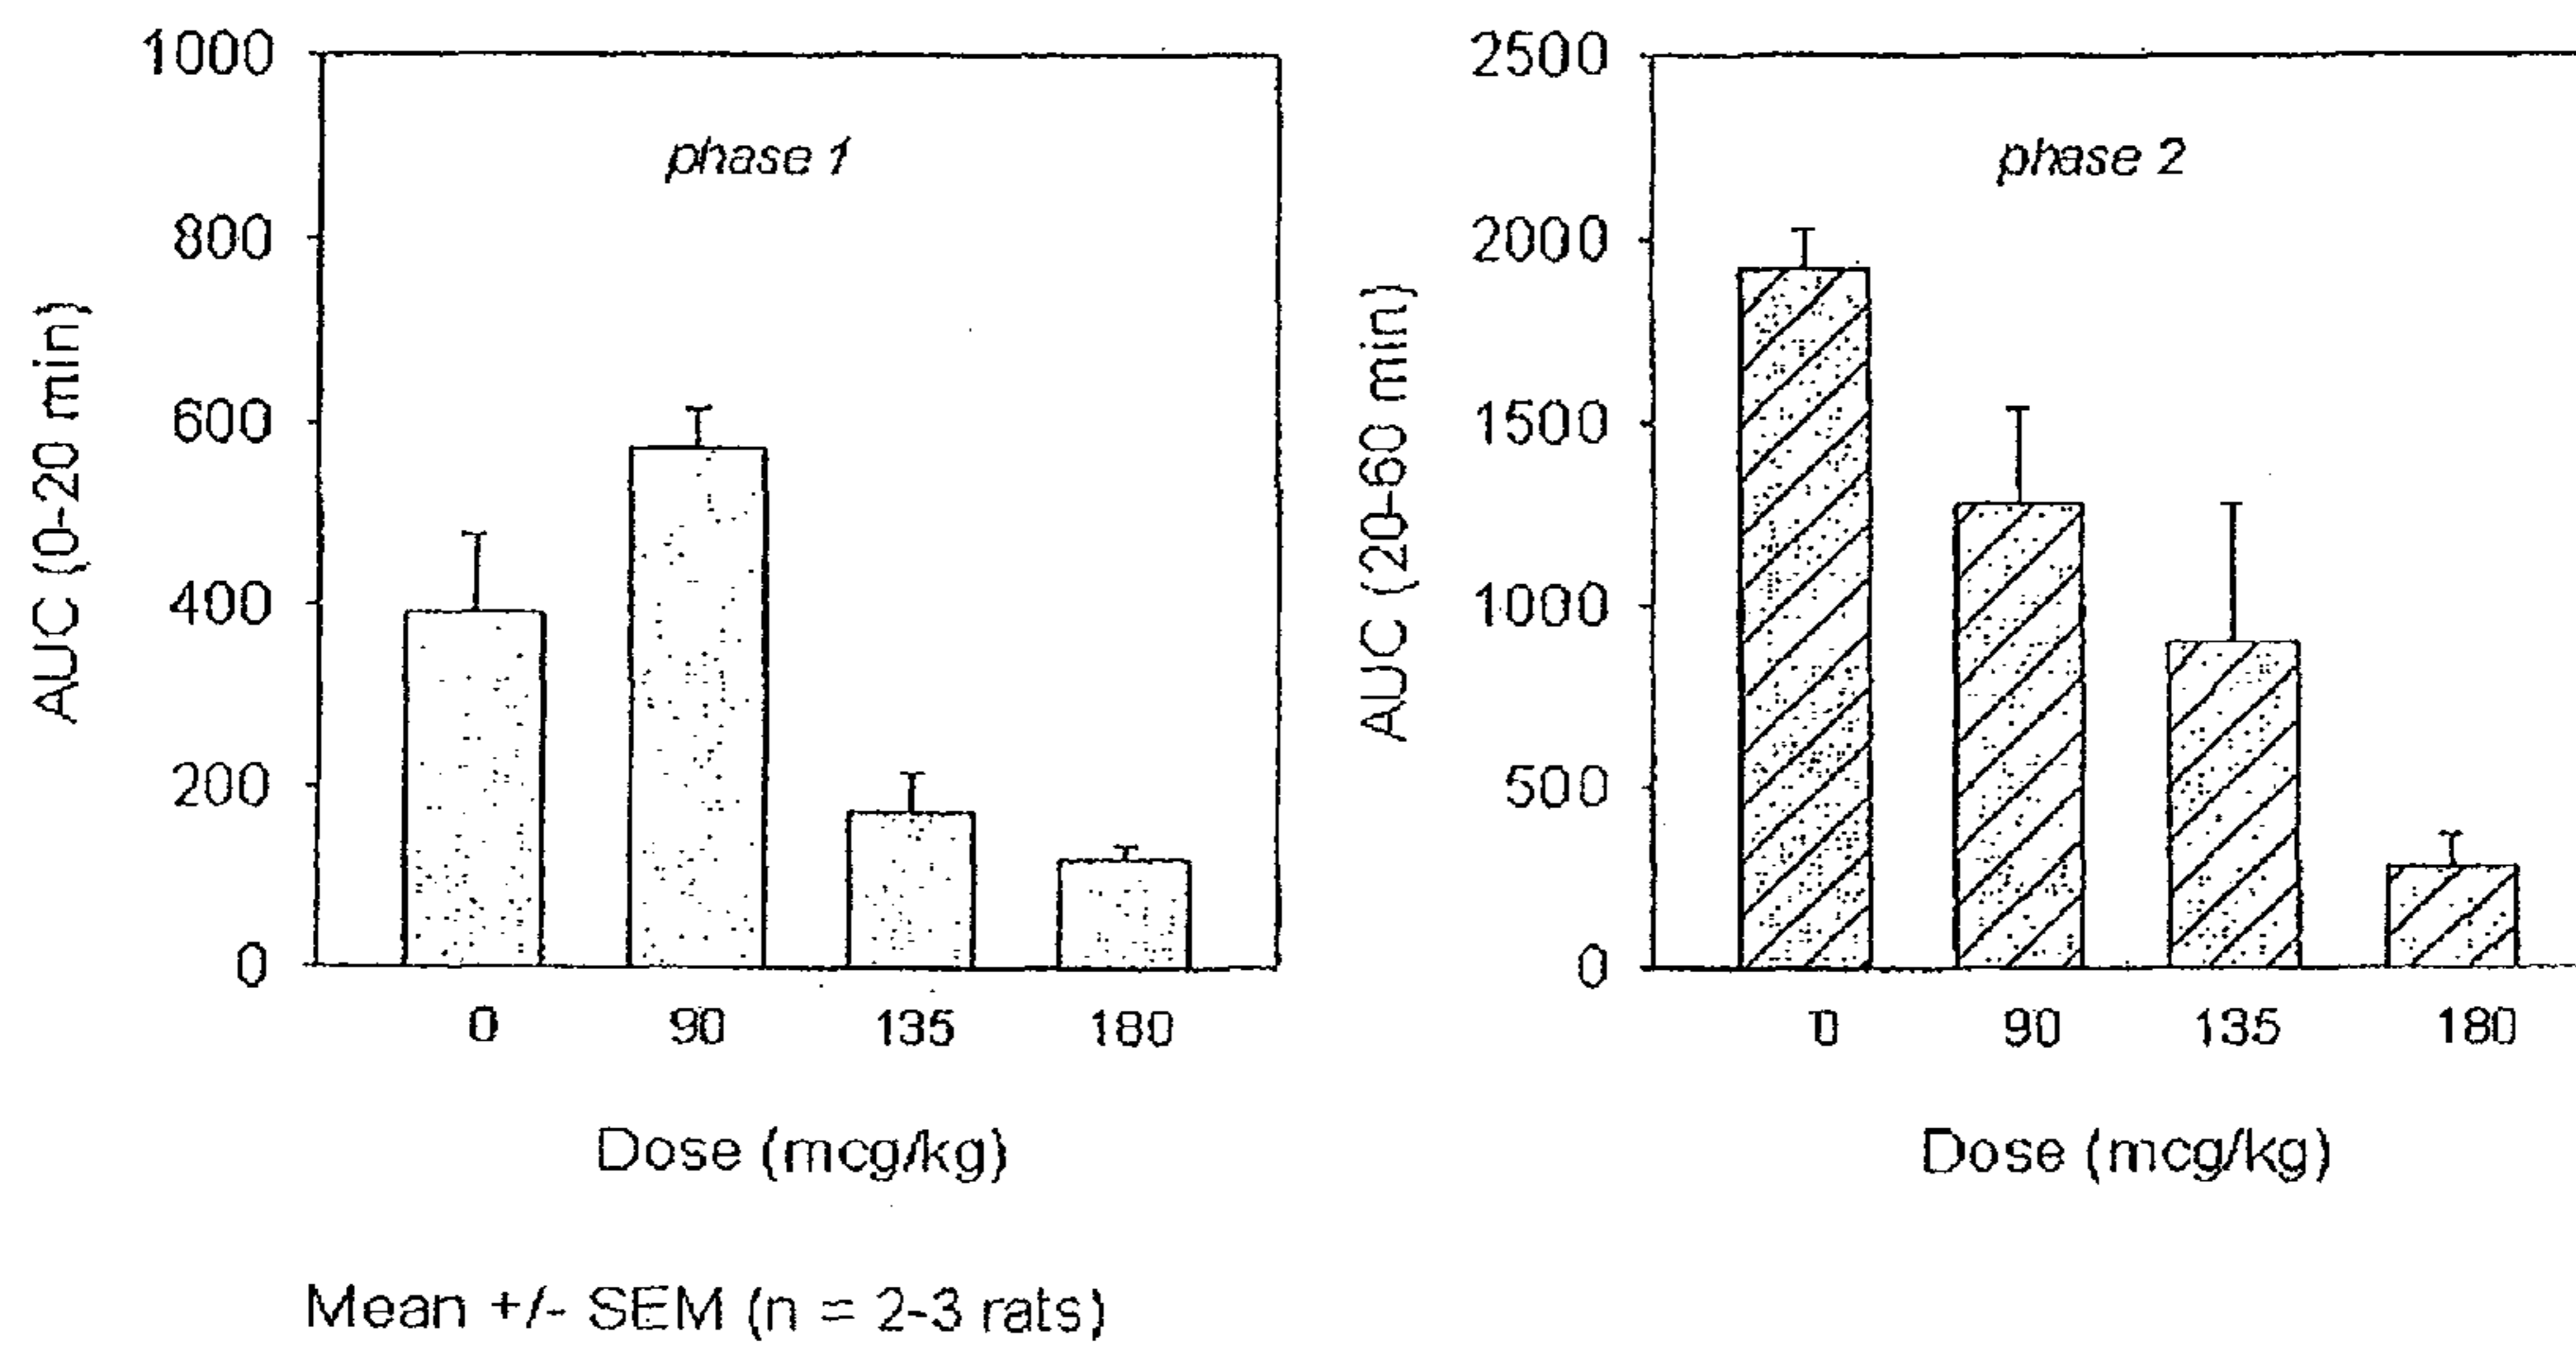 phase 1
AUC (0-20 min)
1000
800
600
400
200
0
0
90
135
180
Dose (mcg/kg)
phase 2
AUC (20-60 min)
2500
2000
1500
1000
500
0
0
90
135
180
Dose (mcg/kg)
Mean +/- SEM (n = 2-3 rats)